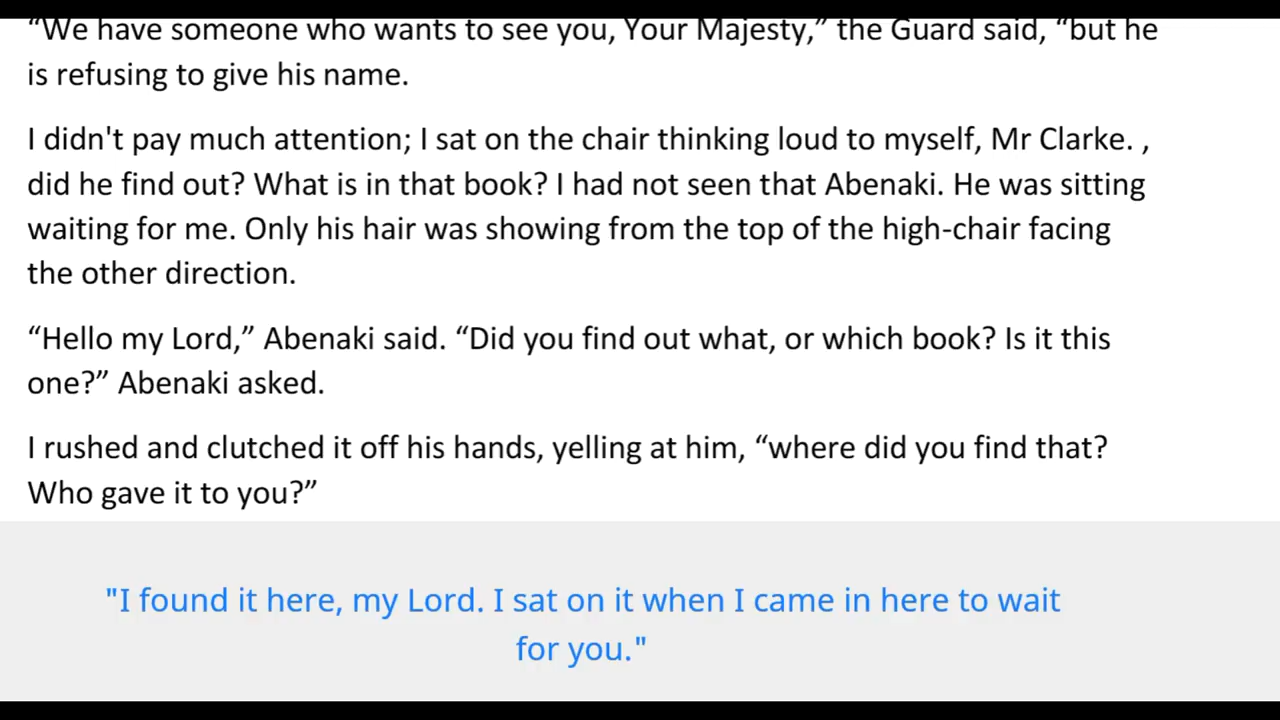 “We have someone who wants to see you, Your Majesty,” the Guard said, “but he
is refusing to give his name.
I didn't pay much attention; I sat on the chair thinking loud to myself, Mr Clarke. ,
did he find out? What is in that book? I had not seen that Abenaki. He was sitting
waiting for me. Only his hair was showing from the top of the high-chair facing
the other direction.
“Hello my Lord,” Abenaki said. “Did you find out what, or which book? Is it this
one?” Abenaki asked.
I rushed and clutched it off his hands, yelling at him, “where did you find that?
Who gave it to you?”
"I found it here, my Lord. I sat on it when I came in here to wait
for you."